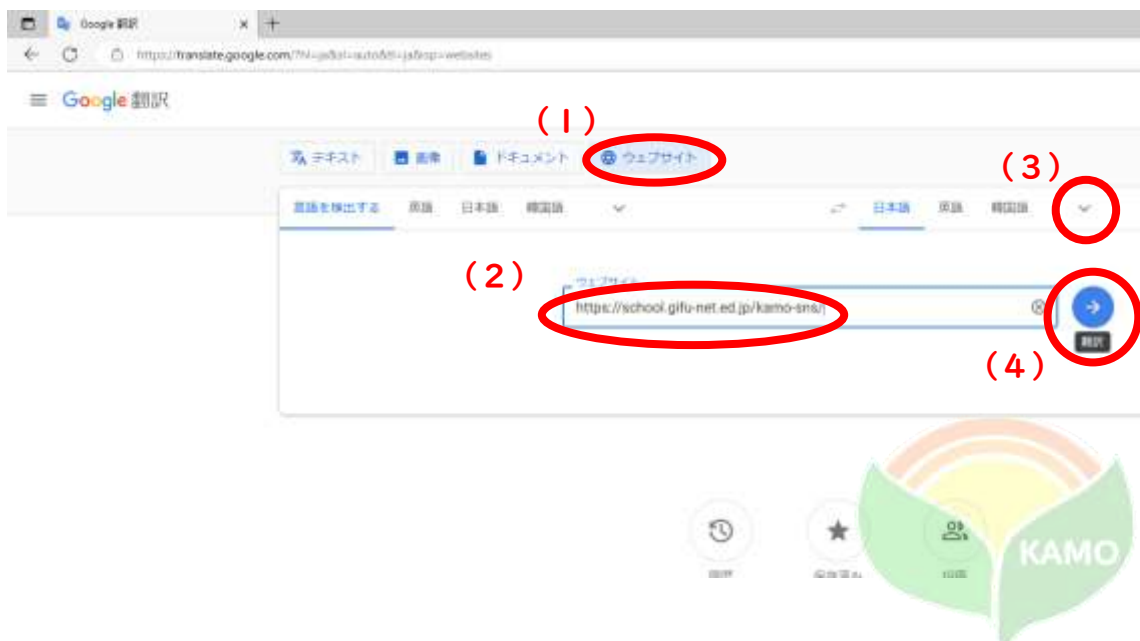 Google 翻訳
https://translate.google.com/?hl=ja&sl=auto&tl=ja&op=websites
Google 翻訳
(1)
テキスト 画像 ドキュメント ウェブサイト
(3)
言語を検出する 英語 日本語 韓国語 日本語 英語 韓国語
(2)
ウェブサイト
https://school.gifu-net.ed.jp/kamo-sns/
翻訳
(4)
KAMO
履歴 保存済み 投稿